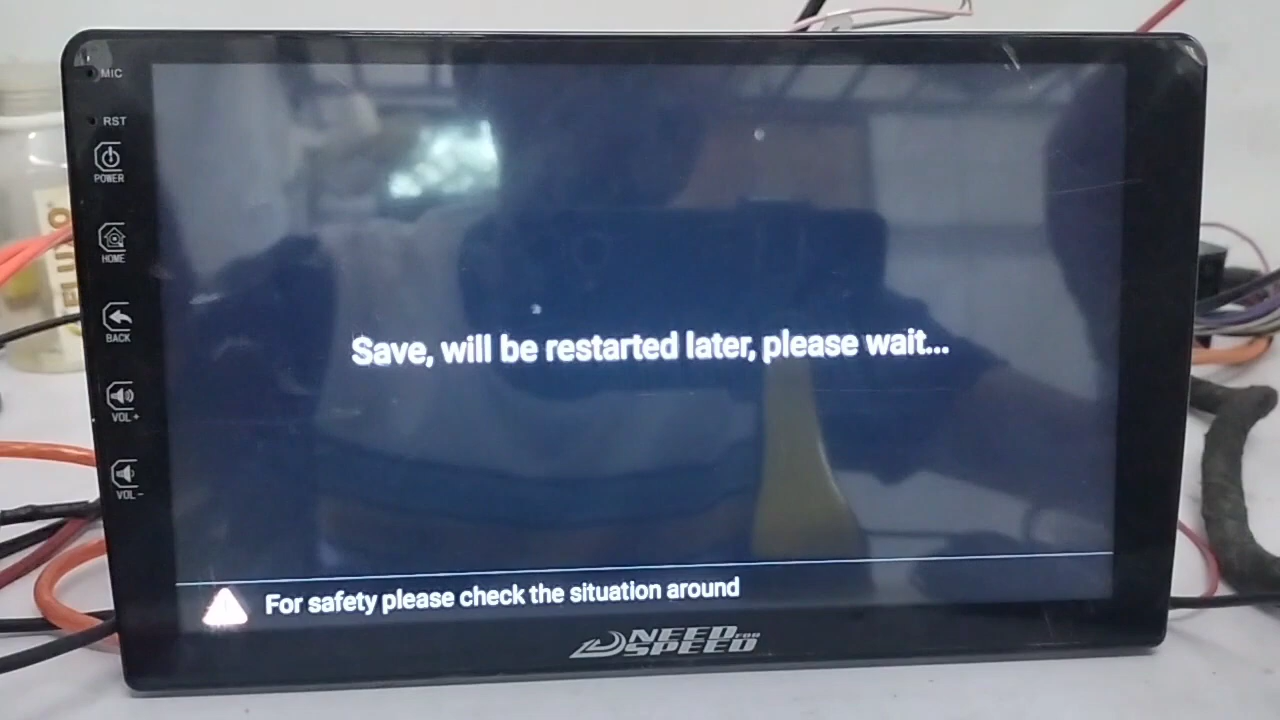 MIC
RST
POWER
HOME
BACK
VOL+
VOL-
Save, will be restarted later, please wait...
For safety please check the situation around
NEED FOR
SPEED